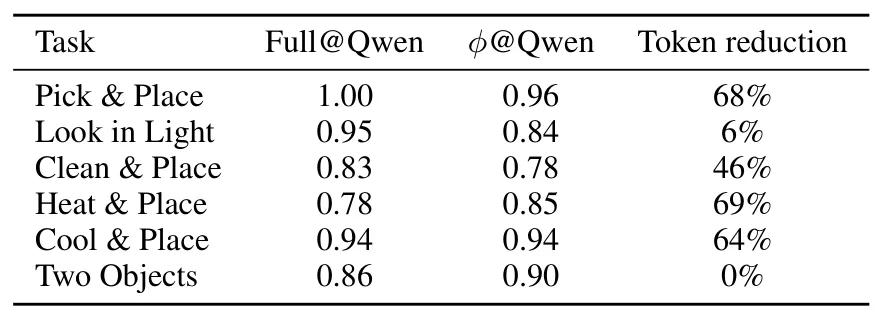 Task Full@Qwen ϕ@Qwen Token reduction
Pick & Place 1.00 0.96 68%
Look in Light 0.95 0.84 6%
Clean & Place 0.83 0.78 46%
Heat & Place 0.78 0.85 69%
Cool & Place 0.94 0.94 64%
Two Objects 0.86 0.90 0%